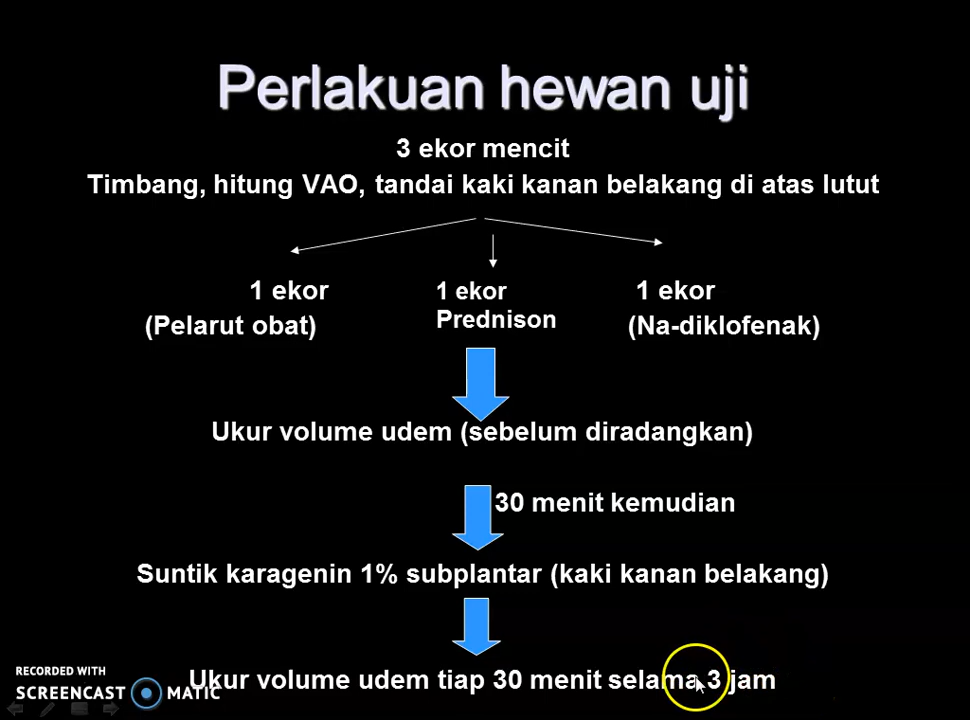 Perlakuan hewan uji
3 ekor mencit
Timbang, hitung VAO, tandai kaki kanan belakang di atas lutut
1 ekor
(Pelarut obat)
1 ekor
Prednison
1 ekor
(Na-diklofenak)
Ukur volume udem (sebelum diradangkan)
30 menit kemudian
Suntik karagenin 1% subplantar (kaki kanan belakang)
Ukur volume udem tiap 30 menit selama 3 jam
RECORDED WITH
SCREENCAST MATIC